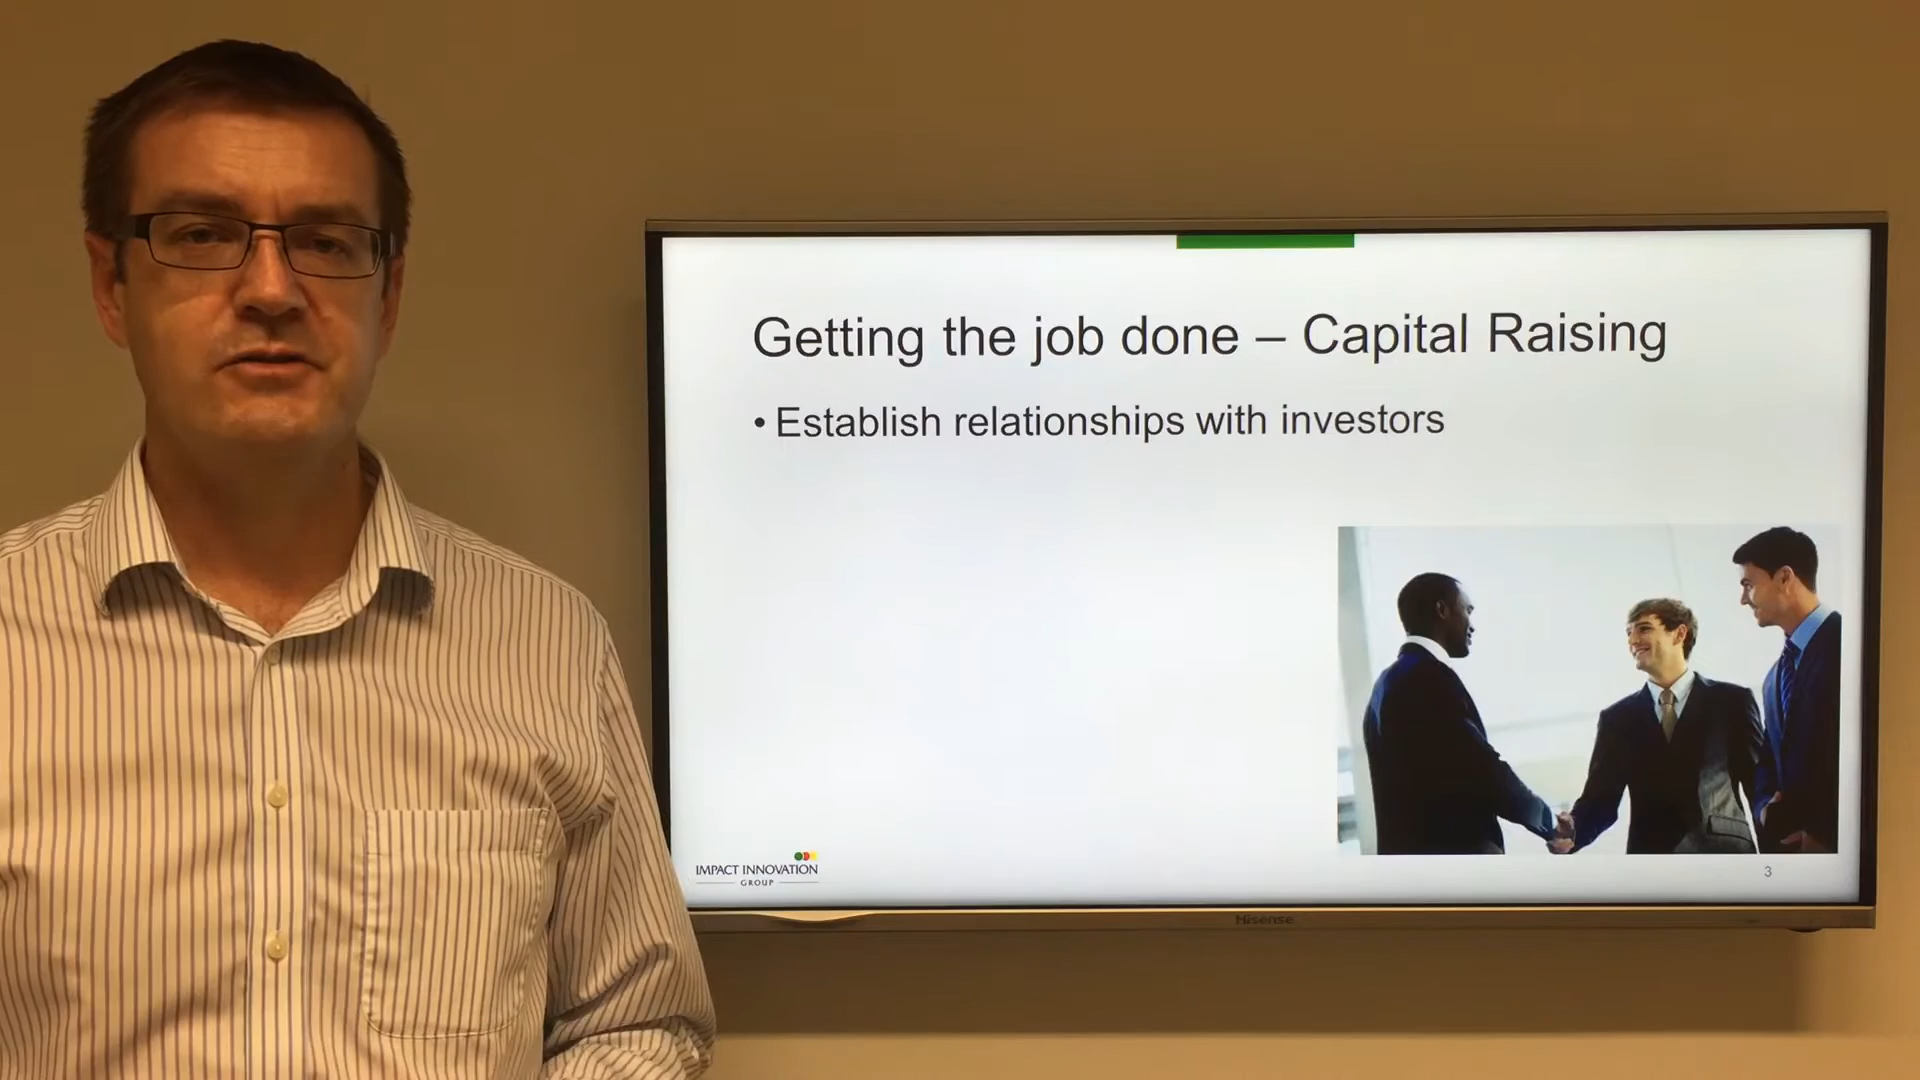 Getting the job done – Capital Raising
• Establish relationships with investors
IMPACT INNOVATION
GROUP
3
Hisense